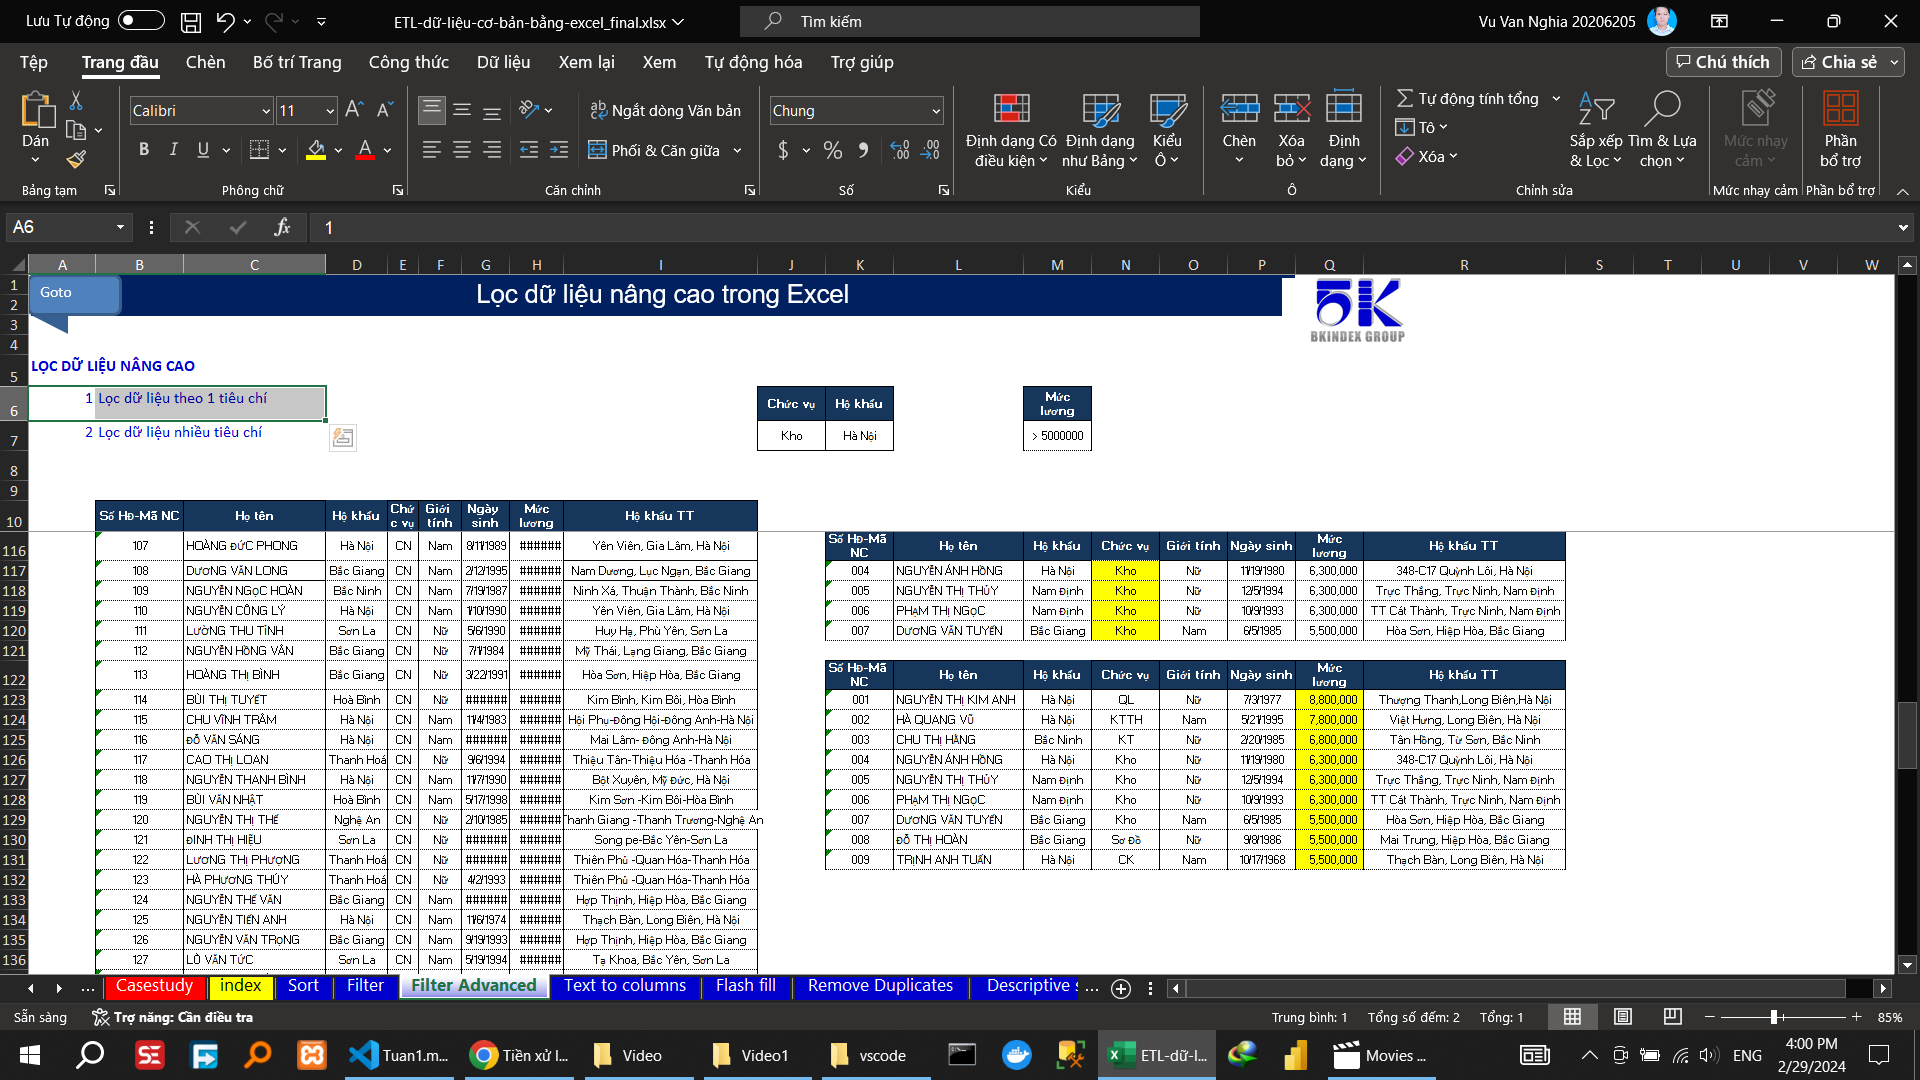 Lưu Tự động
ETL-dữ-liệu-cơ-bản-bằng-excel_final.xlsx
Tìm kiếm
Vu Van Nghia 20206205
Tệp Trang đầu Chèn Bố trí Trang Công thức Dữ liệu Xem lại Xem Tự động hóa Trợ giúp
Chú thích Chia sẻ
Dán
Calibri 11
Ngắt dòng Văn bản
Phối & Căn giữa
Chung
Định dạng Có điều kiện
Định dạng như Bảng
Kiểu Ô
Chèn
Xóa bỏ
Định dạng
Tự động tính tổng
Tô
Xóa
Sắp xếp & Lọc
Tìm & Lựa chọn
Mức nhạy cảm
Phần bổ trợ
Bảng tạm Phông chữ Căn chỉnh Số Kiểu Ô Chỉnh sửa Mức nhạy cảm Phần bổ trợ
A6 fx 1
A B C D E F G H I J K L M N O P Q R S T U V W
1 Goto Lọc dữ liệu nâng cao trong Excel
2
3 5K BKINDEX GROUP
4
5 LỌC DỮ LIỆU NÂNG CAO
6 1 Lọc dữ liệu theo 1 tiêu chí Chức vụ Hộ khẩu Mức lương
7 2 Lọc dữ liệu nhiều tiêu chí Kho Hà Nội > 5000000
8
9
10 Số HĐ-Mã NC Họ tên Hộ khẩu Chức vụ Giới tính Ngày sinh Mức lương Hộ khẩu TT
116 107 HOÀNG ĐỨC PHONG Hà Nội CN Nam 8/11/1989 ###### Yên Viên, Gia Lâm, Hà Nội Số HĐ-Mã NC Họ tên Hộ khẩu Chức vụ Giới tính Ngày sinh Mức lương Hộ khẩu TT
117 108 DƯƠNG VĂN LONG Bắc Giang CN Nam 2/12/1995 ###### Nam Dương, Lục Ngạn, Bắc Giang 004 NGUYỄN ÁNH HỒNG Hà Nội Kho Nữ 11/19/1980 6,300,000 348-C17 Quỳnh Lôi, Hà Nội
118 109 NGUYỄN NGỌC HOÀN Bắc Ninh CN Nam 7/19/1987 ###### Ninh Xá, Thuận Thành, Bắc Ninh 005 NGUYỄN THỊ THỦY Nam Định Kho Nữ 12/5/1994 6,300,000 Trực Thắng, Trực Ninh, Nam Định
119 110 NGUYỄN CÔNG LÝ Hà Nội CN Nam 1/10/1990 ###### Yên Viên, Gia Lâm, Hà Nội 006 PHẠM THỊ NGỌC Nam Định Kho Nữ 10/9/1993 6,300,000 TT Cát Thành, Trực Ninh, Nam Định
120 111 LƯỜNG THU TÌNH Sơn La CN Nữ 5/6/1990 ###### Huy Hạ, Phù Yên, Sơn La 007 DƯƠNG VĂN TUYẾN Bắc Giang Kho Nam 6/5/1985 5,500,000 Hòa Sơn, Hiệp Hòa, Bắc Giang
121 112 NGUYỄN HỒNG VÂN Bắc Giang CN Nữ 7/1/1984 ###### Mỹ Thái, Lạng Giang, Bắc Giang
122 113 HOÀNG THỊ BÌNH Bắc Giang CN Nữ 3/22/1991 ###### Hòa Sơn, Hiệp Hòa, Bắc Giang Số HĐ-Mã NC Họ tên Hộ khẩu Chức vụ Giới tính Ngày sinh Mức lương Hộ khẩu TT
123 114 BÙI THỊ TUYẾT Hoà Bình CN Nữ ####### ###### Kim Bình, Kim Bôi, Hòa Bình 001 NGUYỄN THỊ KIM ANH Hà Nội QL Nữ 7/3/1977 8,800,000 Thượng Thanh,Long Biên,Hà Nội
124 115 CHU VĨNH TRÂM Hà Nội CN Nam 11/4/1983 ###### Hội Phụ-Đông Hội-Đông Anh-Hà Nội 002 HÀ QUANG VŨ Hà Nội KTTH Nam 5/21/1995 7,800,000 Việt Hưng, Long Biên, Hà Nội
125 116 ĐỖ VĂN SÁNG Hà Nội CN Nam ####### ###### Mai Lâm- Đông Anh-Hà Nội 003 CHU THỊ HẰNG Bắc Ninh KT Nữ 2/20/1985 6,800,000 Tân Hồng, Từ Sơn, Bắc Ninh
126 117 CAO THỊ LOAN Thanh Hoá CN Nữ 9/6/1994 ###### Thiệu Tân-Thiệu Hóa -Thanh Hóa 004 NGUYỄN ÁNH HỒNG Hà Nội Kho Nữ 11/19/1980 6,300,000 348-C17 Quỳnh Lôi, Hà Nội
127 118 NGUYỄN THANH BÌNH Hà Nội CN Nam 11/7/1990 ###### Bột Xuyên, Mỹ Đức, Hà Nội 005 NGUYỄN THỊ THỦY Nam Định Kho Nữ 12/5/1994 6,300,000 Trực Thắng, Trực Ninh, Nam Định
128 119 BÙI VĂN NHẬT Hoà Bình CN Nam 5/17/1998 ###### Kim Sơn -Kim Bôi-Hòa Bình 006 PHẠM THỊ NGỌC Nam Định Kho Nữ 10/9/1993 6,300,000 TT Cát Thành, Trực Ninh, Nam Định
129 120 NGUYỄN THỊ THẾ Nghệ An CN Nữ 2/10/1985 ###### Thanh Giang -Thanh Trương-Nghệ An 007 DƯƠNG VĂN TUYẾN Bắc Giang Kho Nam 6/5/1985 5,500,000 Hòa Sơn, Hiệp Hòa, Bắc Giang
130 121 ĐINH THỊ HIỆU Sơn La CN Nữ ####### ###### Song pe-Bắc Yên-Sơn La 008 ĐỖ THỊ HOÀN Bắc Giang Sơ Đồ Nữ 9/8/1986 5,500,000 Mai Trung, Hiệp Hòa, Bắc Giang
131 122 LƯƠNG THỊ PHƯỢNG Thanh Hoá CN Nữ ####### ###### Thiên Phủ -Quan Hóa-Thanh Hóa 009 TRỊNH ANH TUẤN Hà Nội CK Nam 10/17/1968 5,500,000 Thạch Bàn, Long Biên, Hà Nội
132 123 HÀ PHƯƠNG THÚY Thanh Hoá CN Nữ 4/2/1993 ###### Thiên Phủ -Quan Hóa-Thanh Hóa
133 124 NGUYỄN THẾ VĂN Bắc Giang CN Nam ####### ###### Hợp Thịnh, Hiệp Hòa, Bắc Giang
134 125 NGUYỄN TIẾN ANH Hà Nội CN Nam 11/6/1974 ###### Thạch Bàn, Long Biên, Hà Nội
135 126 NGUYỄN VĂN TRỌNG Bắc Giang CN Nam 9/19/1993 ###### Hợp Thịnh, Hiệp Hòa, Bắc Giang
136 127 LÒ VĂN TỨC Sơn La CN Nam 5/19/1994 ###### Tạ Khoa, Bắc Yên, Sơn La
... Casestudy index Sort Filter Filter Advanced Text to columns Flash fill Remove Duplicates Descriptive s ...
Sẵn sàng Trợ năng: Cần điều tra Trung bình: 1 Tổng số đếm: 2 Tổng: 1 85%
Tuan1.m... Tiền xử l... Video Video1 vscode ETL-dữ-l... Movies ... ENG
4:00 PM
2/29/2024